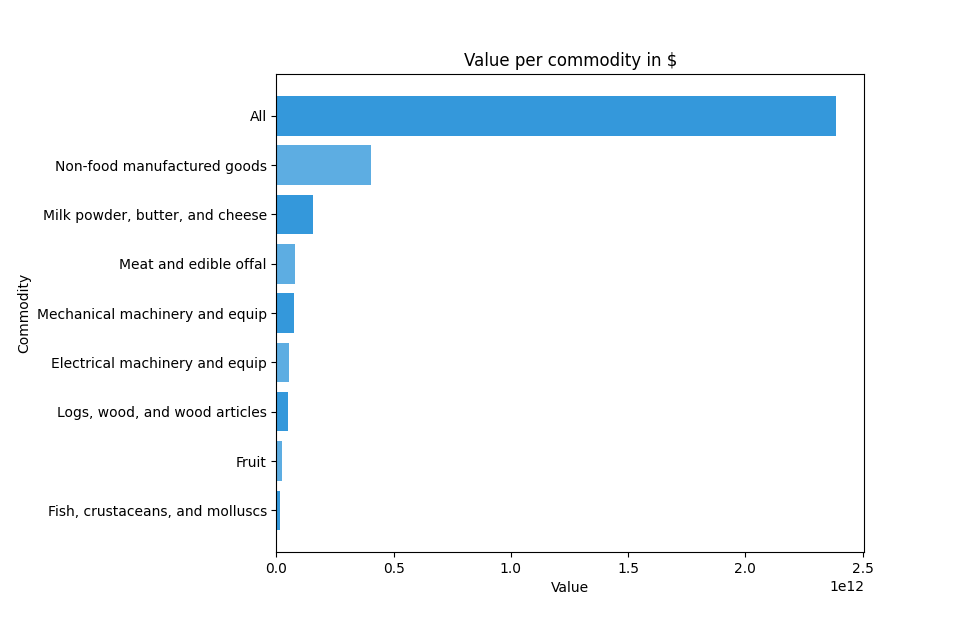 Value per commodity in $
All
Non-food manufactured goods
Milk powder, butter, and cheese
Meat and edible offal
Mechanical machinery and equip
Electrical machinery and equip
Logs, wood, and wood articles
Fruit
Fish, crustaceans, and molluscs
Commodity
0.0 0.5 1.0 1.5 2.0 2.5
1e12
Value